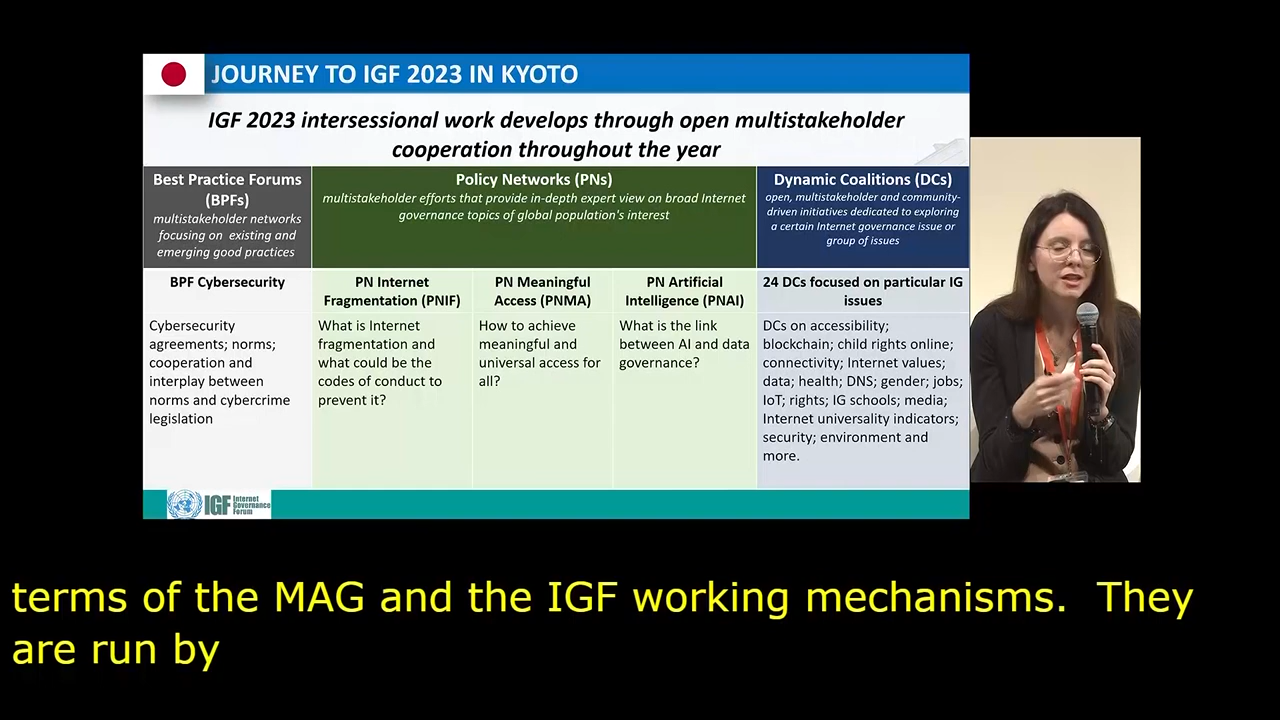 JOURNEY TO IGF 2023 IN KYOTO
IGF 2023 intersessional work develops through open multistakeholder
cooperation throughout the year
Best Practice Forums
(BPFs)
multistakeholder networks
focusing on existing and
emerging good practices
Policy Networks (PNs)
multistakeholder efforts that provide in-depth expert view on broad Internet
governance topics of global population's interest
Dynamic Coalitions (DCs)
open, multistakeholder and community-
driven initiatives dedicated to exploring
a certain Internet governance issue or
group of issues
BPF Cybersecurity
PN Internet
Fragmentation (PNIF)
PN Meaningful
Access (PNMA)
PN Artificial
Intelligence (PNAI)
24 DCs focused on particular IG
issues
Cybersecurity
agreements; norms;
cooperation and
interplay between
norms and cybercrime
legislation
What is Internet
fragmentation and
what could be the
codes of conduct to
prevent it?
How to achieve
meaningful and
universal access for
all?
What is the link
between AI and data
governance?
DCs on accessibility;
blockchain; child rights online;
connectivity; Internet values;
data; health; DNS; gender; jobs;
IoT; rights; IG schools; media;
Internet universality indicators;
security; environment and
more.
IGF
Internet
Governance
Forum
terms of the MAG and the IGF working mechanisms.  They
are run by